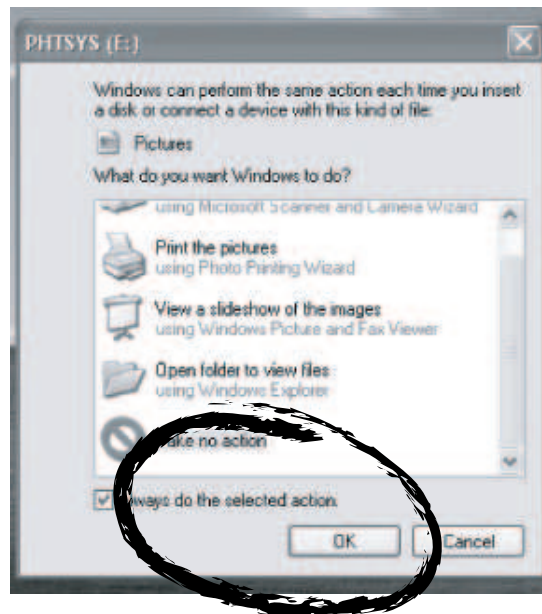 PHTSYS (E:)
Windows can perform the same action each time you insert
a disk or connect a device with this kind of file:
Pictures
What do you want Windows to do?
using Microsoft Scanner and Camera Wizard
Print the pictures
using Photo Printing Wizard
View a slideshow of the images
using Windows Picture and Fax Viewer
Open folder to view files
using Windows Explorer
Take no action
Always do the selected action.
OK
Cancel